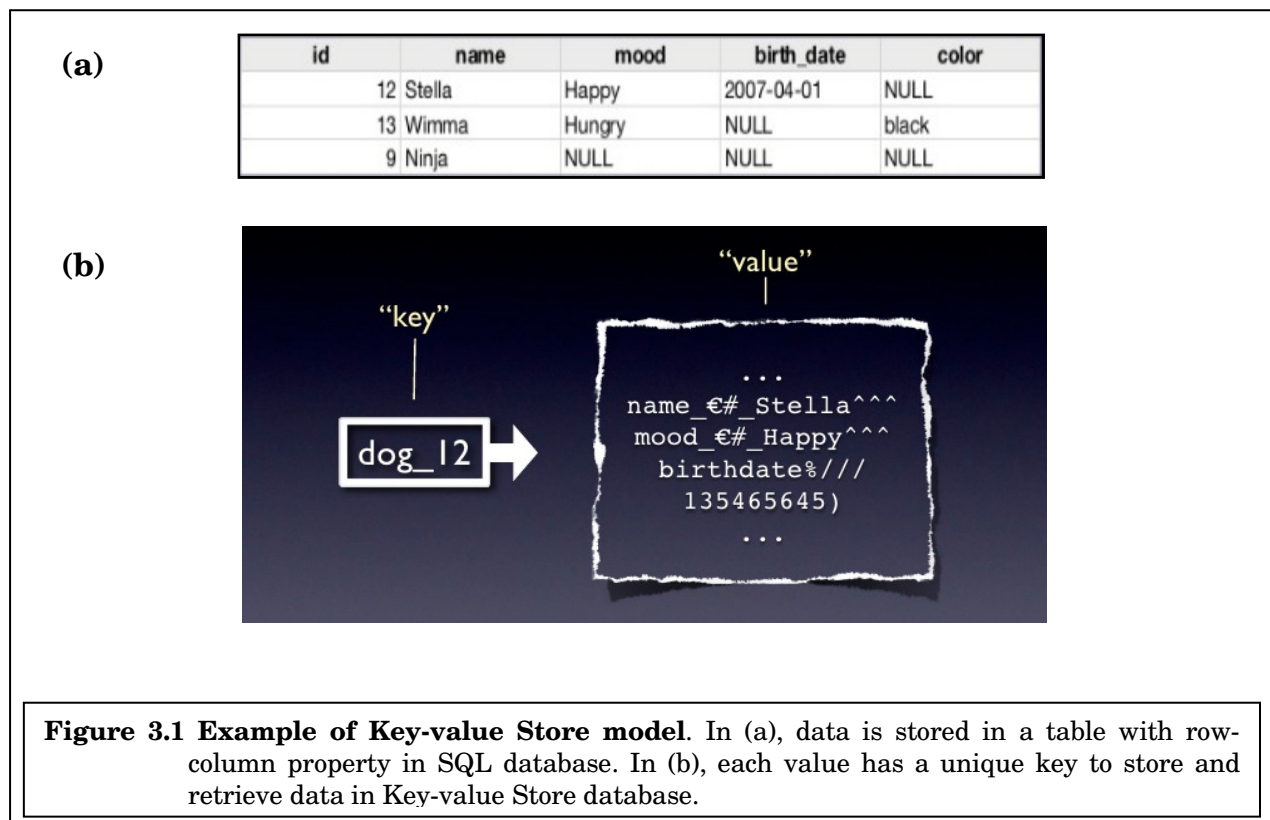 (a)
id name mood birth_date color
12 Stella Happy 2007-04-01 NULL
13 Wimma Hungry NULL black
9 Ninja NULL NULL NULL
(b)
“value”
“key”
...
name_€#_Stella^^^
mood_€#_Happy^^^
dog_12
birthdate%///
135465645)
...
Figure 3.1 Example of Key-value Store model. In (a), data is stored in a table with row-
column property in SQL database. In (b), each value has a unique key to store and
retrieve data in Key-value Store database.